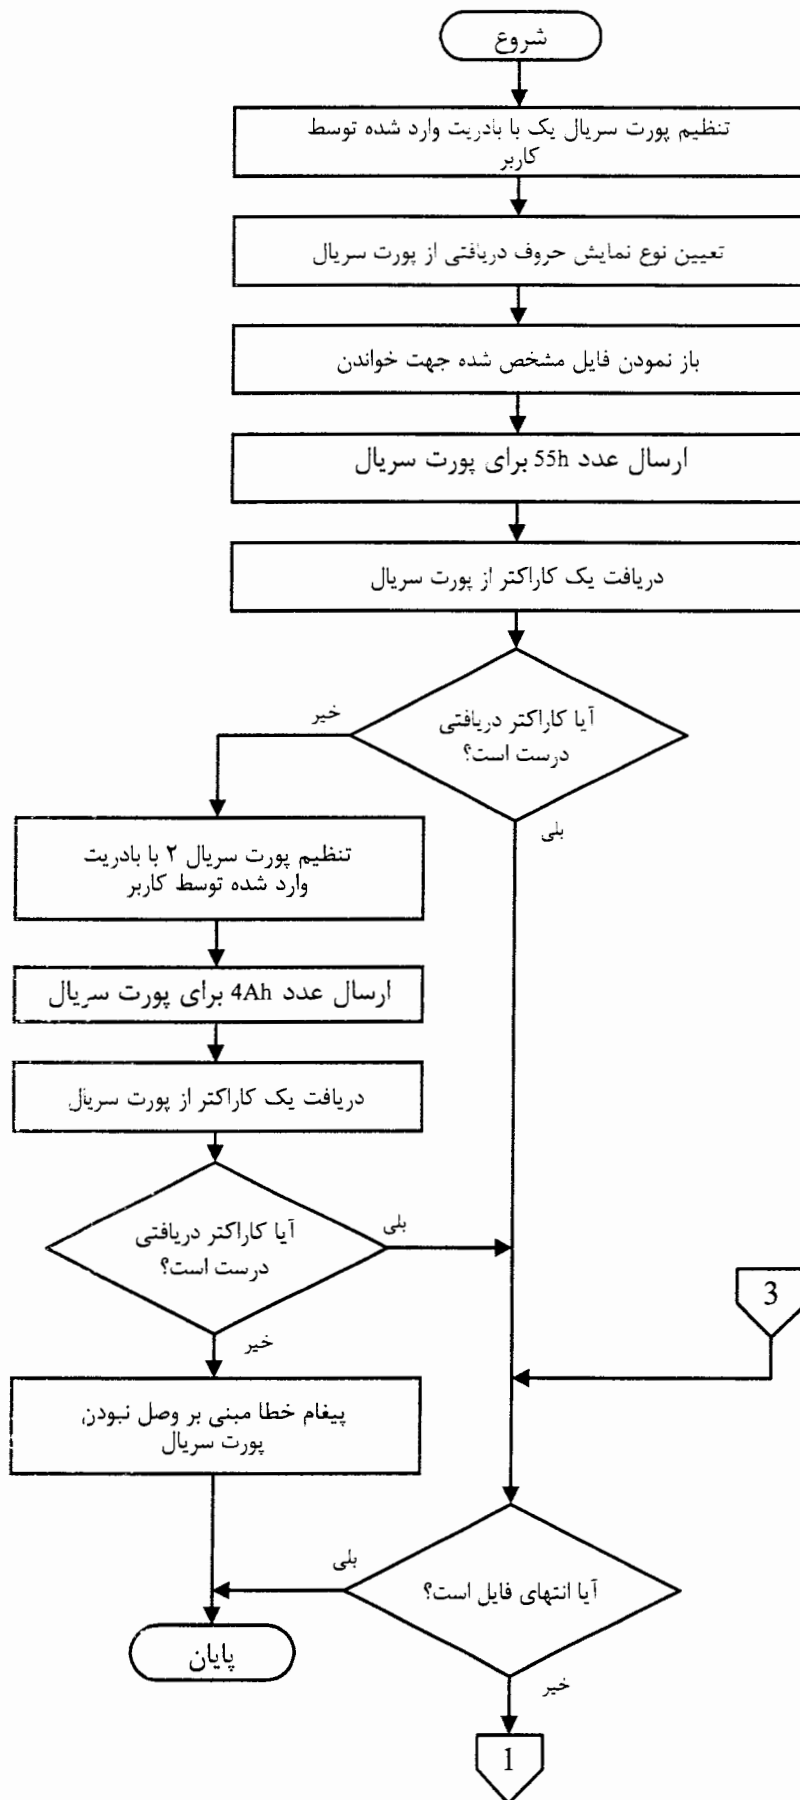 شروع
تنظیم پورت سریال یک با بادریت وارد شده توسط
کاربر
تعیین نوع نمایش حروف دریافتی از پورت سریال
باز نمودن فایل مشخص شده جهت خواندن
ارسال عدد 55h برای پورت سریال
دریافت یک کاراکتر از پورت سریال
آیا کاراکتر دریافتی
درست است؟
خیر
بلی
تنظیم پورت سریال ۲ با بادریت
وارد شده توسط کاربر
ارسال عدد 4Ah برای پورت سریال
دریافت یک کاراکتر از پورت سریال
آیا کاراکتر دریافتی
درست است؟
بلی
خیر
3
پیغام خطا مبنی بر وصل نبودن
پورت سریال
آیا انتهای فایل است؟
بلی
خیر
پایان
1